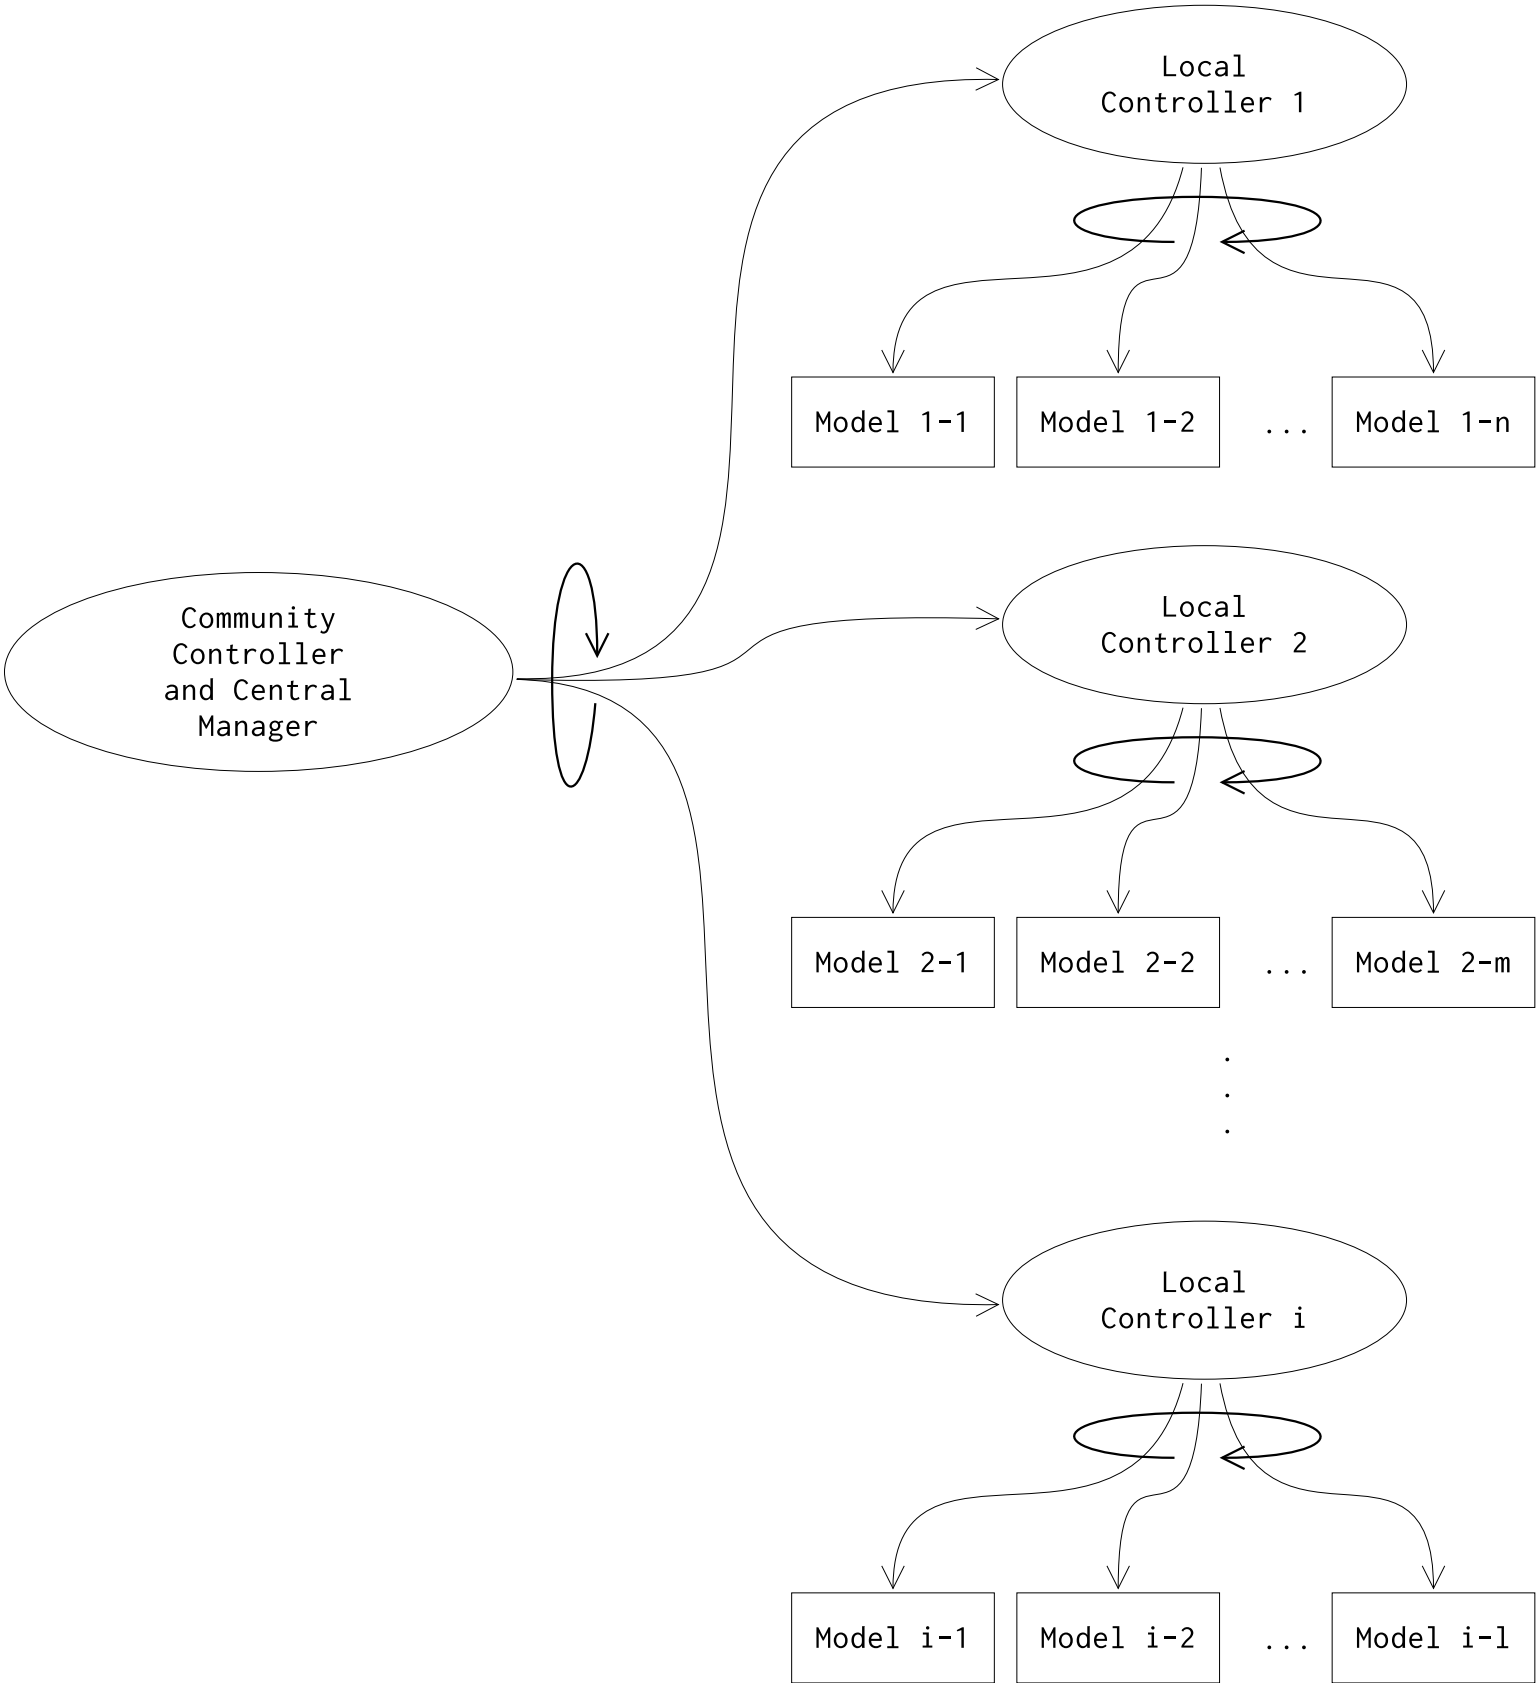 Local
Controller 1
Model 1-1
Model 1-2
...
Model 1-n
Community
Controller
and Central
Manager
Local
Controller 2
Model 2-1
Model 2-2
...
Model 2-m
.
.
.
Local
Controller i
Model i-1
Model i-2
...
Model i-l